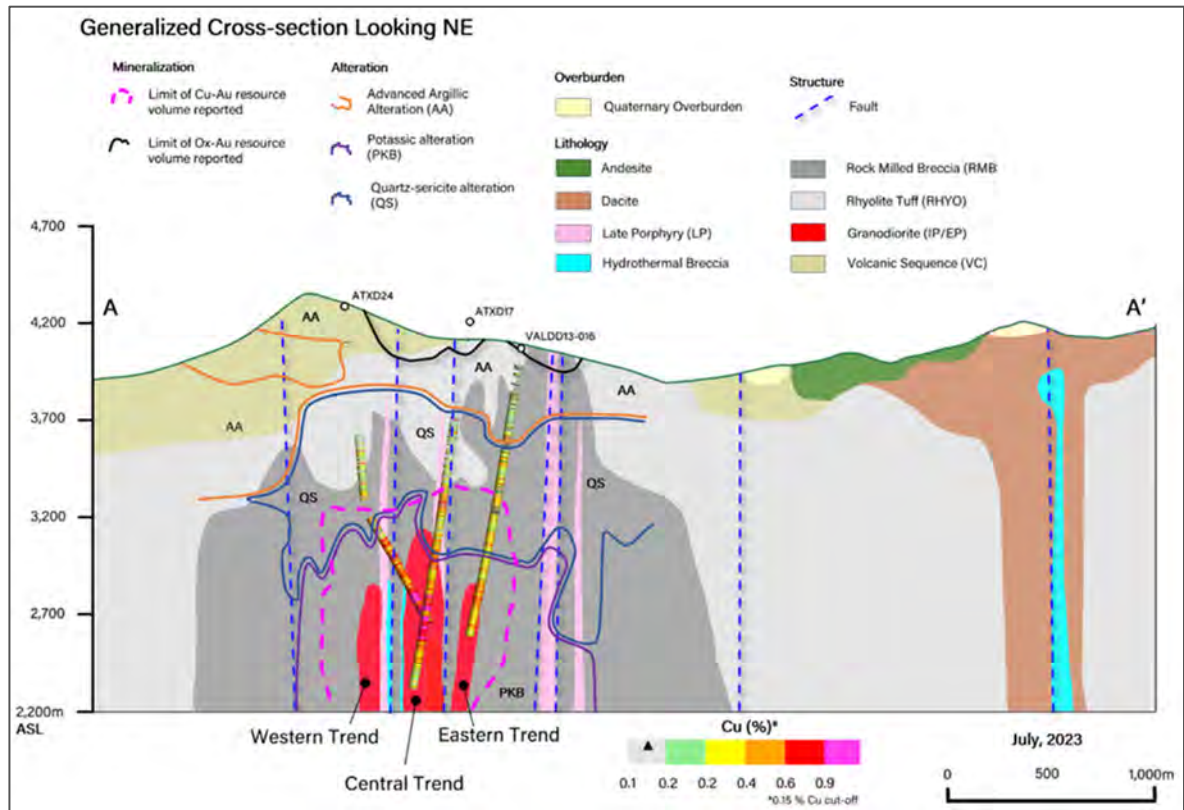 Generalized Cross-section Looking NE
Mineralization
Limit of Cu-Au resource
volume reported
Limit of Ox-Au resource
volume reported
Alteration
Advanced Argillic
Alteration (AA)
Potassic alteration
(PKB)
Quartz-sericite alteration
(QS)
Overburden
Quaternary Overburden
Lithology
Andesite
Dacite
Late Porphyry (LP)
Hydrothermal Breccia
Structure
Fault
Rock Milled Breccia (RMB
Rhyolite Tuff (RHYO)
Granodiorite (IP/EP)
Volcanic Sequence (VC)
4,700
4,200
3,700
3,200
2,700
2,200m
ASL
A
A'
ATXD24
ATXD17
VALDD13-016
AA
AA
AA
AA
QS
QS
QS
PKB
Western Trend
Central Trend
Eastern Trend
Cu (%)*
0.1 0.2 0.2 0.4 0.6 0.9
*0.15 % Cu cut-off
July, 2023
0 500 1,000m